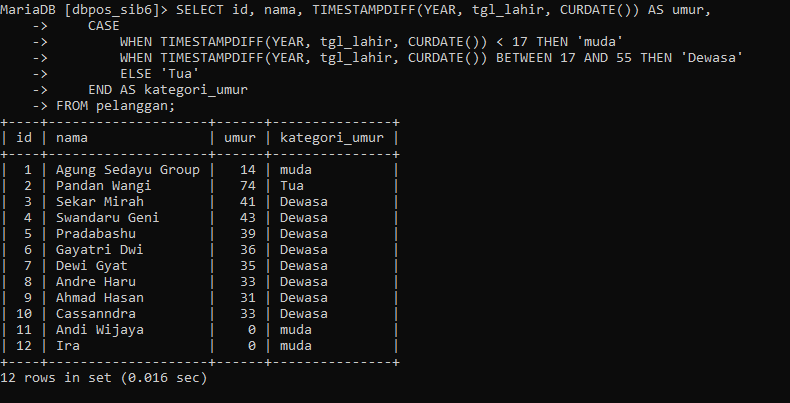 MariaDB [dbpos_sib6]> SELECT id, nama, TIMESTAMPDIFF(YEAR, tgl_lahir, CURDATE()) AS umur,
    ->     CASE
    ->         WHEN TIMESTAMPDIFF(YEAR, tgl_lahir, CURDATE()) < 17 THEN 'muda'
    ->         WHEN TIMESTAMPDIFF(YEAR, tgl_lahir, CURDATE()) BETWEEN 17 AND 55 THEN 'Dewasa'
    ->         ELSE 'Tua'
    ->     END AS kategori_umur
    -> FROM pelanggan;
+----+--------------------+------+---------------+
| id | nama               | umur | kategori_umur |
+----+--------------------+------+---------------+
|  1 | Agung Sedayu Group |   14 | muda          |
|  2 | Pandan Wangi       |   74 | Tua           |
|  3 | Sekar Mirah        |   41 | Dewasa        |
|  4 | Swandaru Geni      |   43 | Dewasa        |
|  5 | Pradabashu         |   39 | Dewasa        |
|  6 | Gayatri Dwi        |   36 | Dewasa        |
|  7 | Dewi Gyat          |   35 | Dewasa        |
|  8 | Andre Haru         |   33 | Dewasa        |
|  9 | Ahmad Hasan        |   31 | Dewasa        |
| 10 | Cassanndra         |   33 | Dewasa        |
| 11 | Andi Wijaya        |    0 | muda          |
| 12 | Ira                |    0 | muda          |
+----+--------------------+------+---------------+
12 rows in set (0.016 sec)